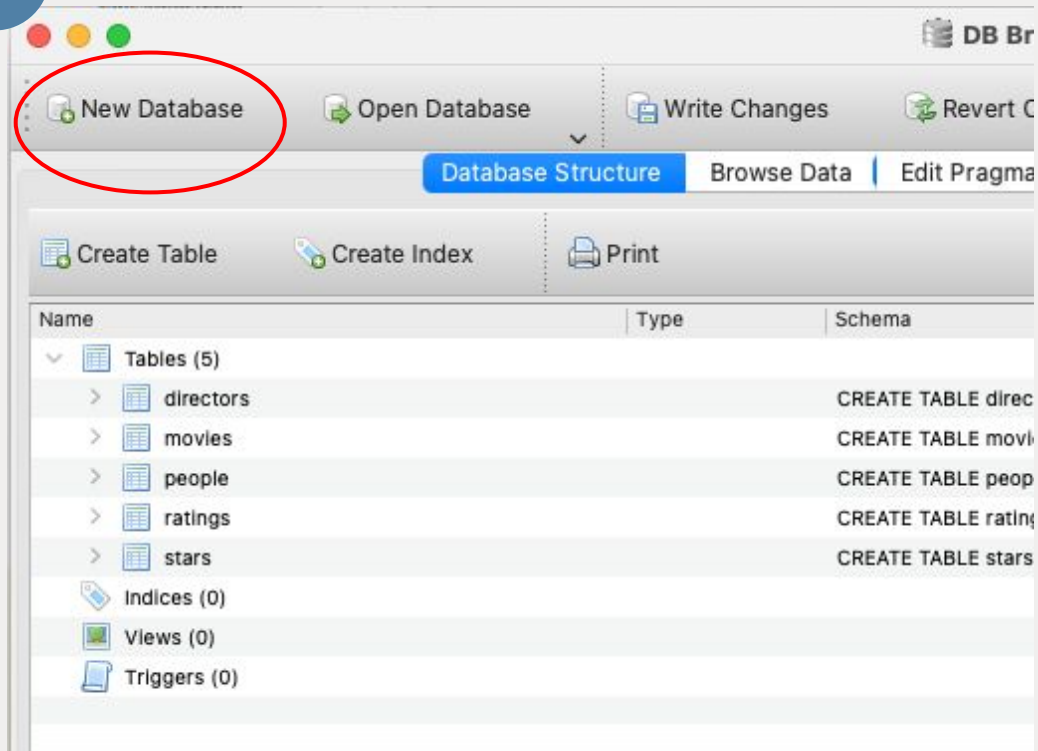 DB Br
New Database Open Database Write Changes Revert C
Database Structure Browse Data Edit Pragma
Create Table Create Index Print
Name Type Schema
Tables (5)
directors CREATE TABLE direc
movies CREATE TABLE movi
people CREATE TABLE peop
ratings CREATE TABLE rating
stars CREATE TABLE stars
Indices (0)
Views (0)
Triggers (0)